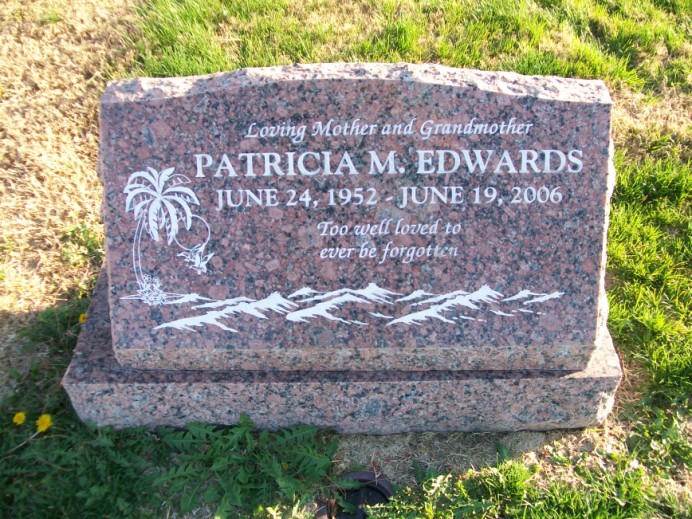 Loving Mother and Grandmother
PATRICIA M. EDWARDS
JUNE 24, 1952 - JUNE 19, 2006
Too well loved to
ever be forgotten